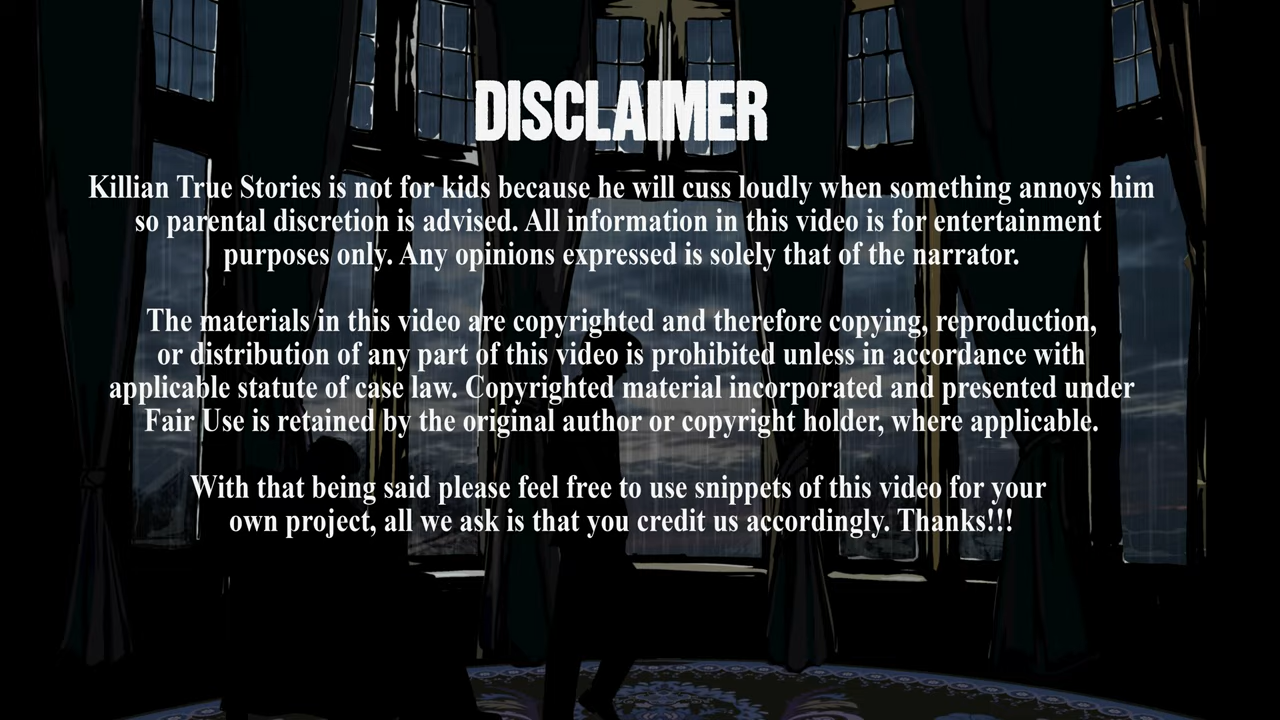 DISCLAIMER
Killian True Stories is not for kids because he will cuss loudly when something annoys him
so parental discretion is advised. All information in this video is for entertainment
purposes only. Any opinions expressed is solely that of the narrator.
The materials in this video are copyrighted and therefore copying, reproduction,
or distribution of any part of this video is prohibited unless in accordance with
applicable statute of case law. Copyrighted material incorporated and presented under
Fair Use is retained by the original author or copyright holder, where applicable.
With that being said please feel free to use snippets of this video for your
own project, all we ask is that you credit us accordingly. Thanks!!!